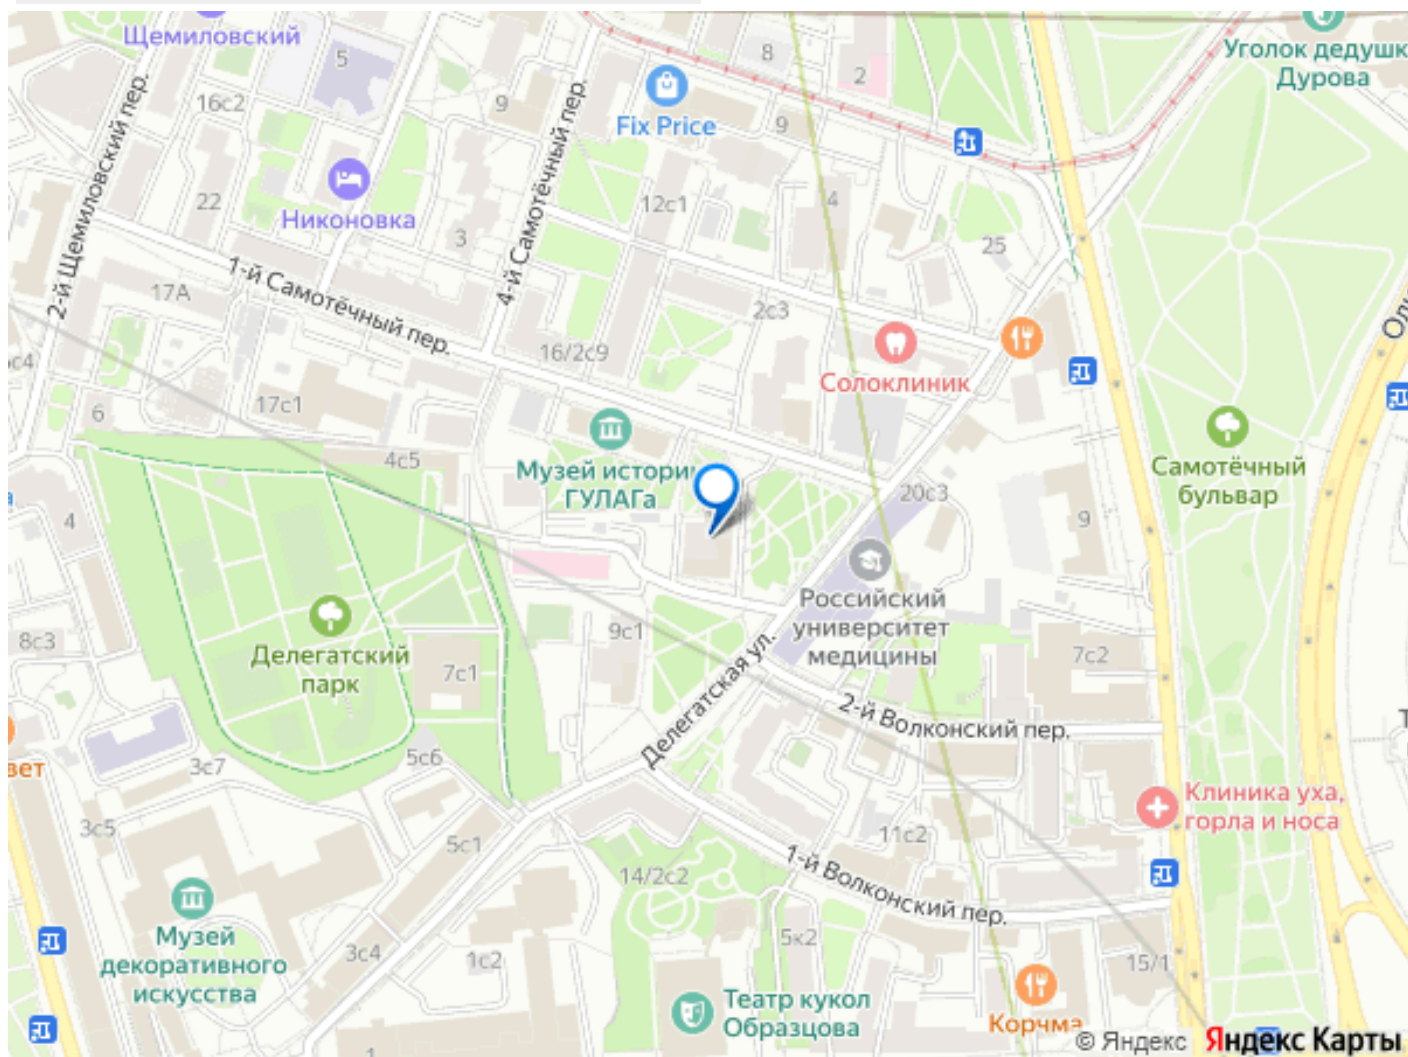 Щемиловский
5
8
2
Уголок дедушк
Дурова
16с2
9
Fix Price
9
2-й Щемиловский пер.
4-й Самотёчный пер.
22
Никоновка
12с1
4
3
25
1-й Самотёчный пер.
17А
2с3
16/2с9
Солоклиник
17с1
6
Музей истори
ГУЛАГа
4с5
20с3
Самотёчный
бульвар
4
9
Российский
университет
медицины
8с3
Делегатский
парк
9с1
7с1
7с2
Делегатская ул.
2-й Волконский пер.
5с6
3с7
вет
Клиника уха,
горла и носа
3с5
5с1
11с2
1-й Волконский пер.
14/2с2
Музей
декоративного
искусства
3с4
1с2
5к2
15/1
Театр кукол
Образцова
Корчма
1
© Яндекс Яндекс Карты